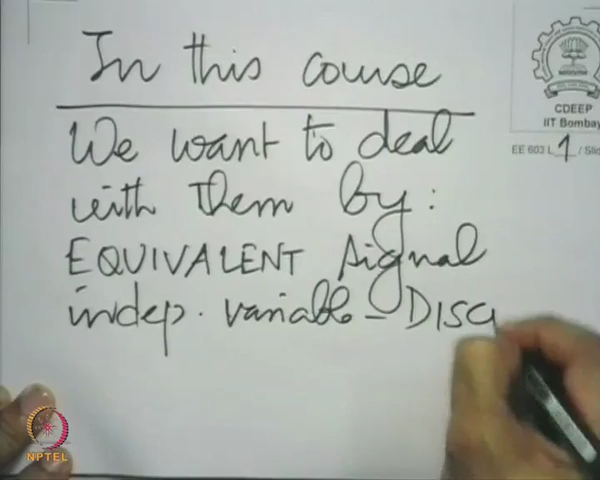 In this course
We want to deal
with them by:
EQUIVALENT signal
indep. variable - DISC
CDEEP
IIT Bombay
EE 603 L 1 / Slid
NPTEL